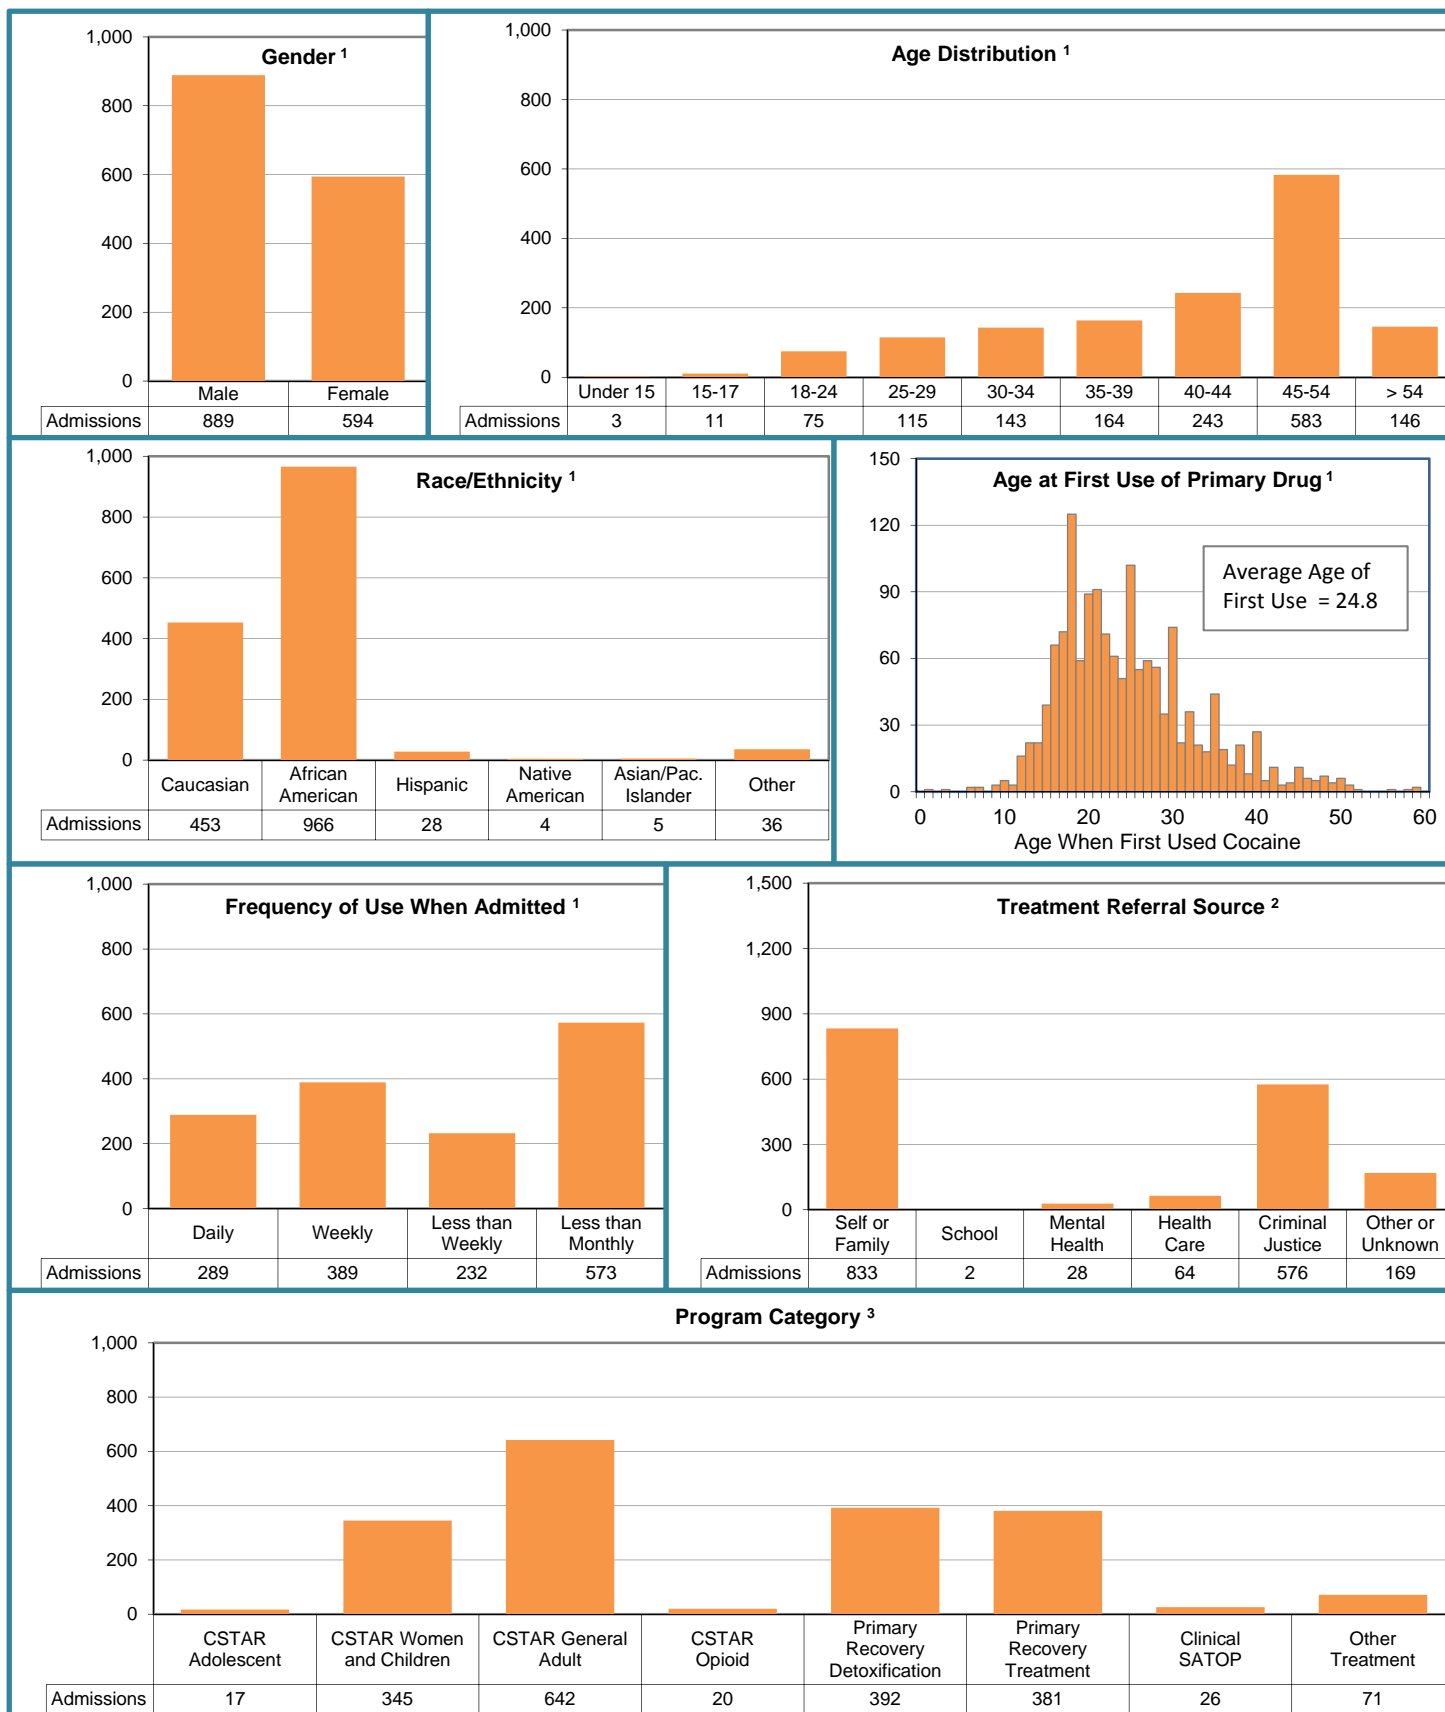 Gender 1
1,000
800
600
400
200
0
Male Female
Admissions 889 594
Age Distribution 1
1,000
800
600
400
200
0
Under 15 15-17 18-24 25-29 30-34 35-39 40-44 45-54 > 54
Admissions 3 11 75 115 143 164 243 583 146
Race/Ethnicity 1
1,000
800
600
400
200
0
Caucasian African American Hispanic Native American Asian/Pac. Islander Other
Admissions 453 966 28 4 5 36
Age at First Use of Primary Drug 1
150
120
90
60
30
0
Average Age of
First Use = 24.8
0 10 20 30 40 50 60
Age When First Used Cocaine
Frequency of Use When Admitted 1
1,000
800
600
400
200
0
Daily Weekly Less than Weekly Less than Monthly
Admissions 289 389 232 573
Treatment Referral Source 2
1,500
1,200
900
600
300
0
Self or Family School Mental Health Health Care Criminal Justice Other or Unknown
Admissions 833 2 28 64 576 169
Program Category 3
1,000
800
600
400
200
0
CSTAR Adolescent CSTAR Women and Children CSTAR General Adult CSTAR Opioid Primary Recovery Detoxification Primary Recovery Treatment Clinical SATOP Other Treatment
Admissions 17 345 642 20 392 381 26 71